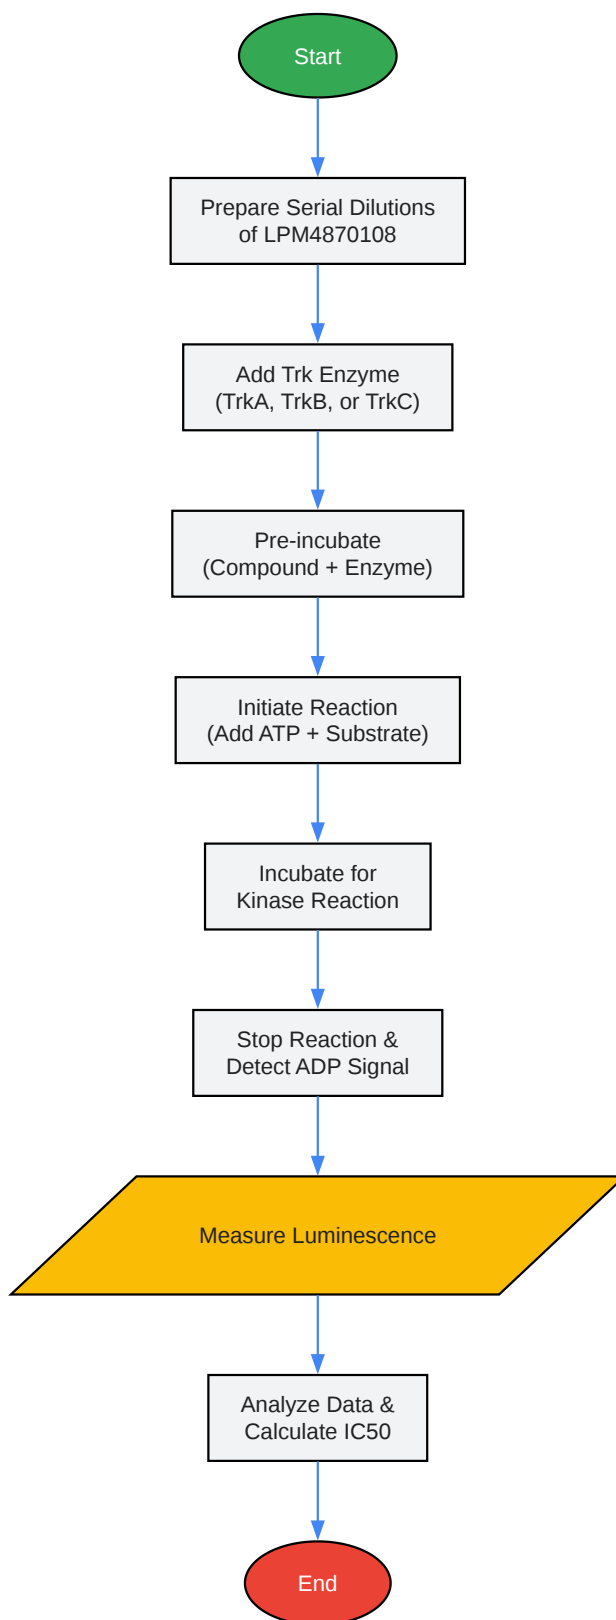 Start
Prepare Serial Dilutions
of LPM4870108
Add Trk Enzyme
(TrkA, TrkB, or TrkC)
Pre-incubate
(Compound + Enzyme)
Initiate Reaction
(Add ATP + Substrate)
Incubate for
Kinase Reaction
Stop Reaction &
Detect ADP Signal
Measure Luminescence
Analyze Data &
Calculate IC50
End